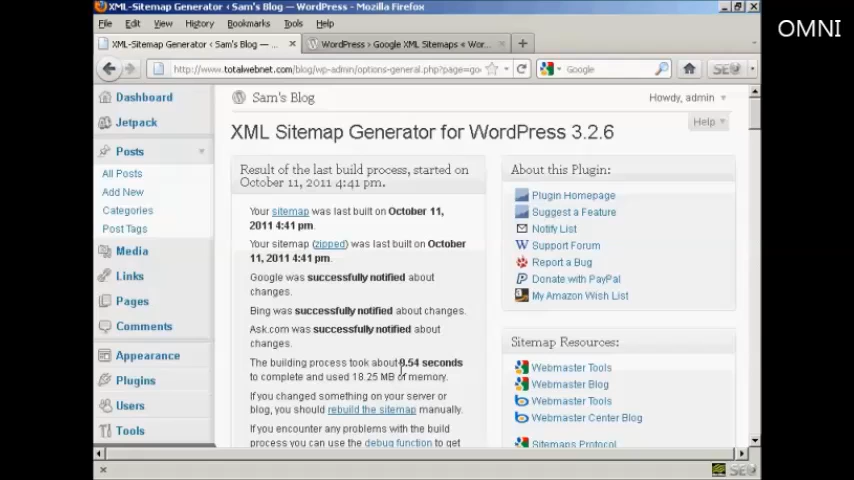 XML-Sitemap Generator ‹ Sam's Blog — WordPress - Mozilla Firefox
OMNI
File Edit View History Bookmarks Tools Help
XML-Sitemap Generator ‹ Sam's Blog — ... × WordPress › Google XML Sitemaps « Wor... × +
http://www.totalwebnet.com/blog/wp-admin/options-general.php?page=go
Google
Dashboard
Jetpack
Posts
All Posts
Add New
Categories
Post Tags
Media
Links
Pages
Comments
Appearance
Plugins
Users
Tools
Sam's Blog
Howdy, admin
Help
XML Sitemap Generator for WordPress 3.2.6
Result of the last build process, started on
October 11, 2011 4:41 pm.
Your sitemap was last built on October 11,
2011 4:41 pm.
Your sitemap (zipped) was last built on October
11, 2011 4:41 pm.
Google was successfully notified about
changes.
Bing was successfully notified about changes.
Ask.com was successfully notified about
changes.
The building process took about 9.54 seconds
to complete and used 18.25 MB of memory.
If you changed something on your server or
blog, you should rebuild the sitemap manually.
If you encounter any problems with the build
process you can use the debug function to get
About this Plugin:
Plugin Homepage
Suggest a Feature
Notify List
Support Forum
Report a Bug
Donate with PayPal
My Amazon Wish List
Sitemap Resources:
Webmaster Tools
Webmaster Blog
Webmaster Tools
Webmaster Center Blog
Sitemaps Protocol